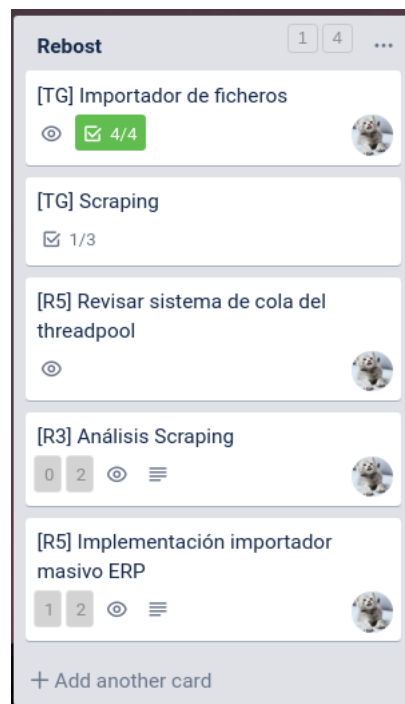 Rebost
1 4
[TG] Importador de ficheros
4/4
[TG] Scraping
1/3
[R5] Revisar sistema de cola del
threadpool
[R3] Análisis Scraping
0 2
[R5] Implementación importador
masivo ERP
1 2
+ Add another card